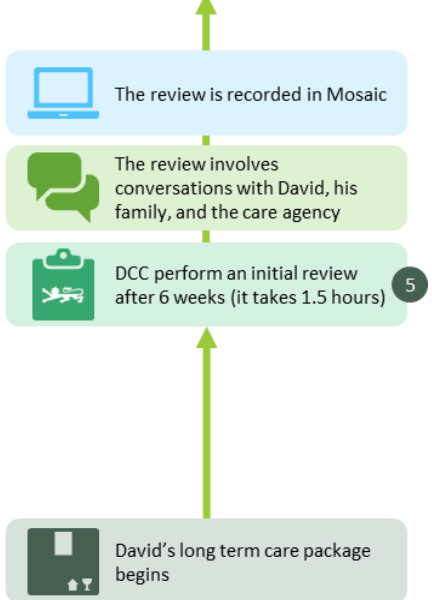 The review is recorded in Mosaic
The review involves
conversations with David, his
family, and the care agency
DCC perform an initial review
after 6 weeks (it takes 1.5 hours)
5
David's long term care package
begins